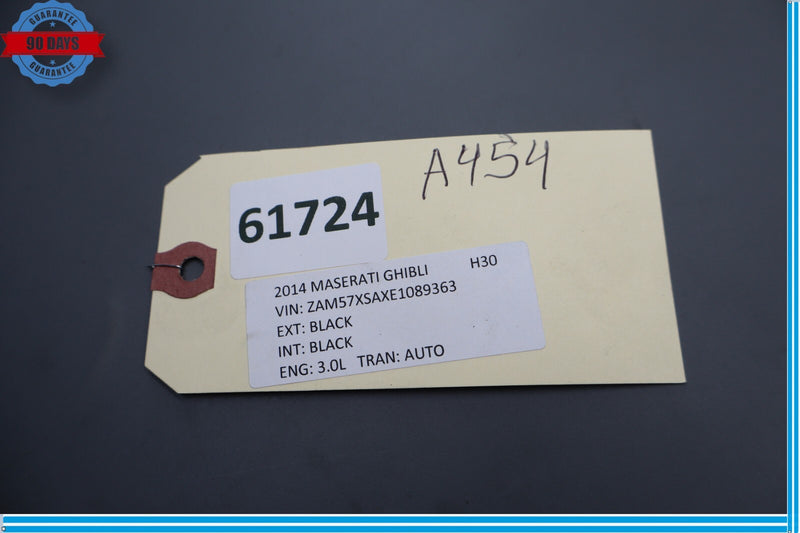 GUARANTEE
90 DAYS
GUARANTEE
A454
61724
2014 MASERATI GHIBLI H30
VIN: ZAM57XSAXE1089363
EXT: BLACK
INT: BLACK
ENG: 3.0L TRAN: AUTO